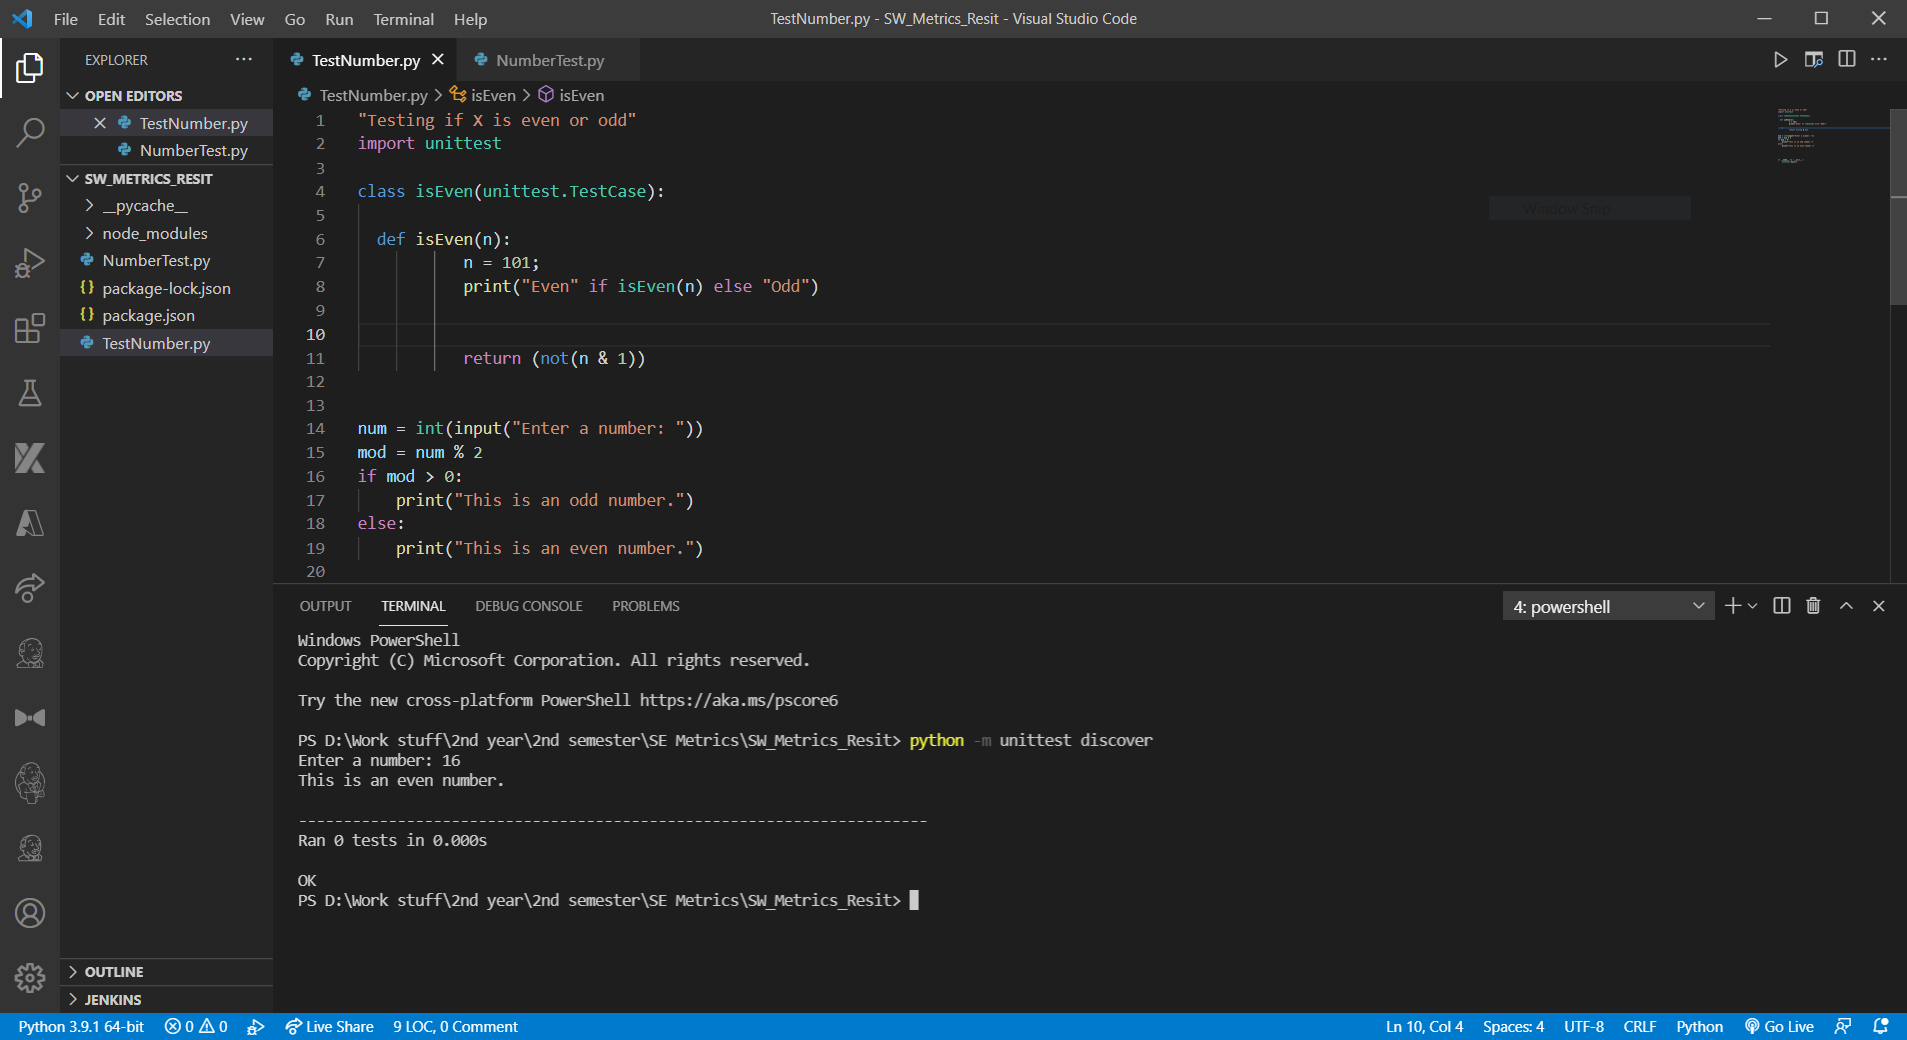 File Edit Selection View Go Run Terminal Help
TestNumber.py - SW_Metrics_Resit - Visual Studio Code
EXPLORER
OPEN EDITORS
TestNumber.py
NumberTest.py
SW_METRICS_RESIT
__pycache__
node_modules
NumberTest.py
package-lock.json
package.json
TestNumber.py
OUTLINE
JENKINS
TestNumber.py
NumberTest.py
TestNumber.py > isEven > isEven
1 "Testing if X is even or odd"
2 import unittest
3
4 class isEven(unittest.TestCase):
5
6 def isEven(n):
7 n = 101;
8 print("Even" if isEven(n) else "Odd")
9
10
11 return (not(n & 1))
12
13
14 num = int(input("Enter a number: "))
15 mod = num % 2
16 if mod > 0:
17 print("This is an odd number.")
18 else:
19 print("This is an even number.")
20
Window Snip
OUTPUT TERMINAL DEBUG CONSOLE PROBLEMS
4: powershell
Windows PowerShell
Copyright (C) Microsoft Corporation. All rights reserved.
Try the new cross-platform PowerShell https://aka.ms/pscore6
PS D:\Work stuff\2nd year\2nd semester\SE Metrics\SW_Metrics_Resit> python -m unittest discover
Enter a number: 16
This is an even number.
----------------------------------------------------------------------
Ran 0 tests in 0.000s
OK
PS D:\Work stuff\2nd year\2nd semester\SE Metrics\SW_Metrics_Resit>
Python 3.9.1 64-bit 0 0 Live Share 9 LOC, 0 Comment
Ln 10, Col 4 Spaces: 4 UTF-8 CRLF Python Go Live